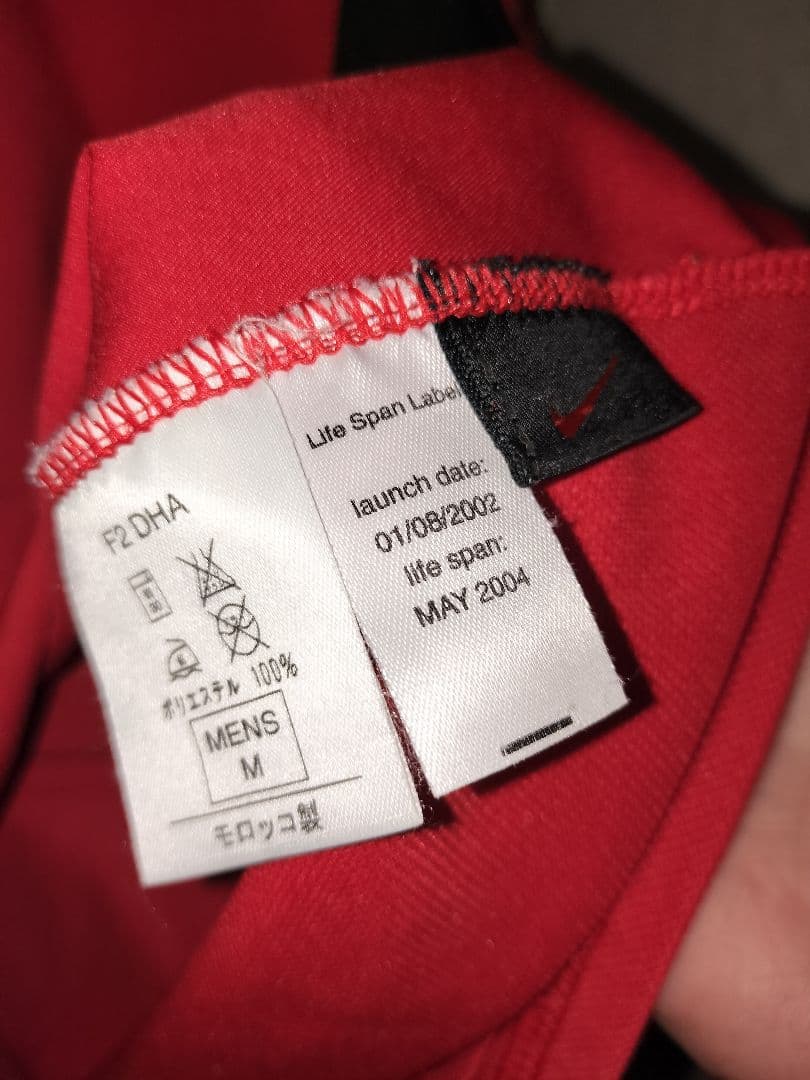 F2 DHA
ポリエステル 100%
MENS
M
モロッコ製
Life Span Label
launch date:
01/08/2002
life span:
MAY 2004